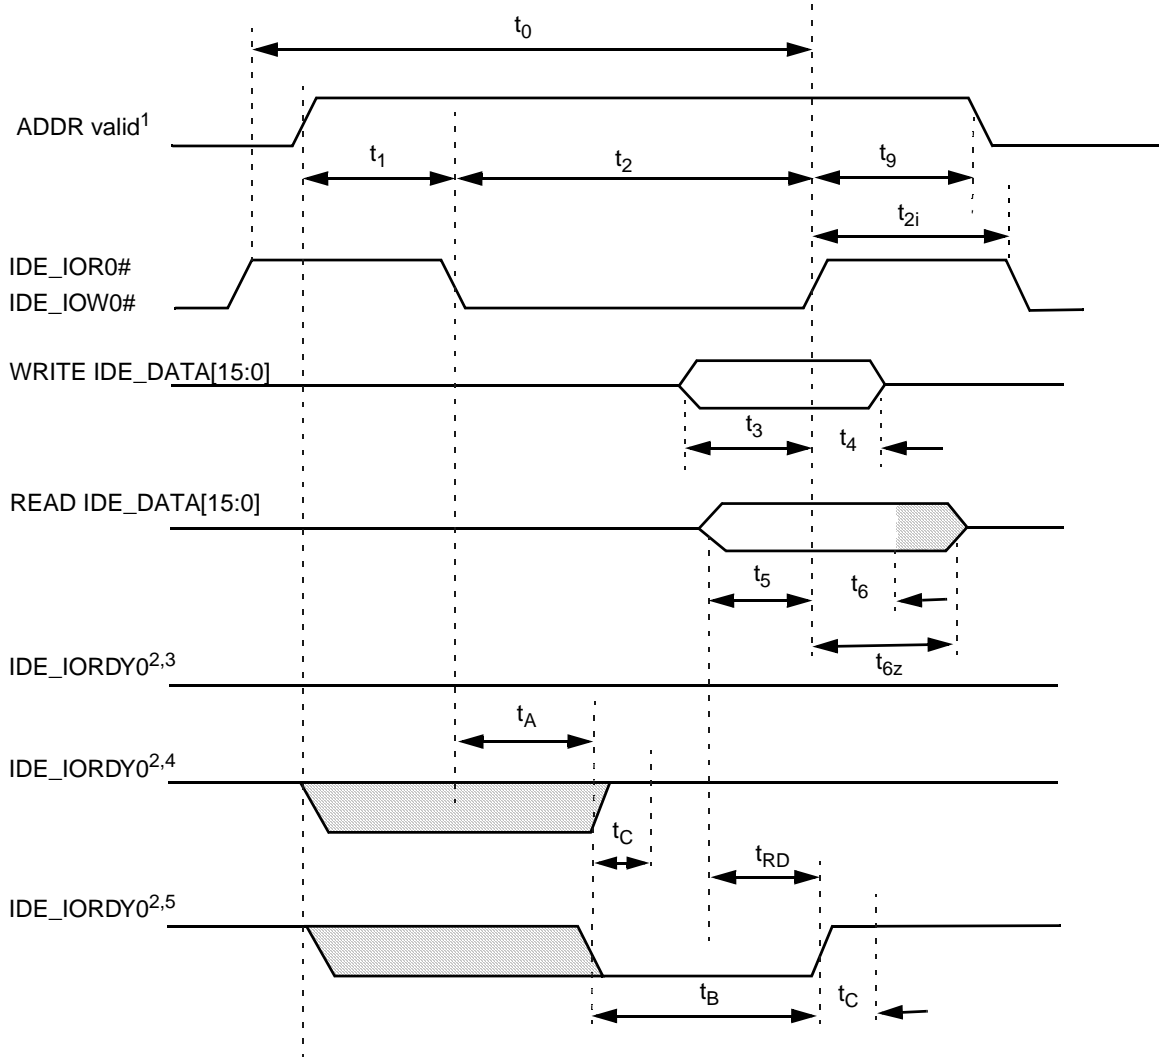 t0
ADDR valid1
t1
t2
t9
t2i
IDE_IOR0#
IDE_IOW0#
WRITE IDE_DATA[15:0]
t3
t4
READ IDE_DATA[15:0]
t5
t6
t6z
IDE_IORDY02,3
tA
IDE_IORDY02,4
tC
tRD
IDE_IORDY02,5
tB
tC